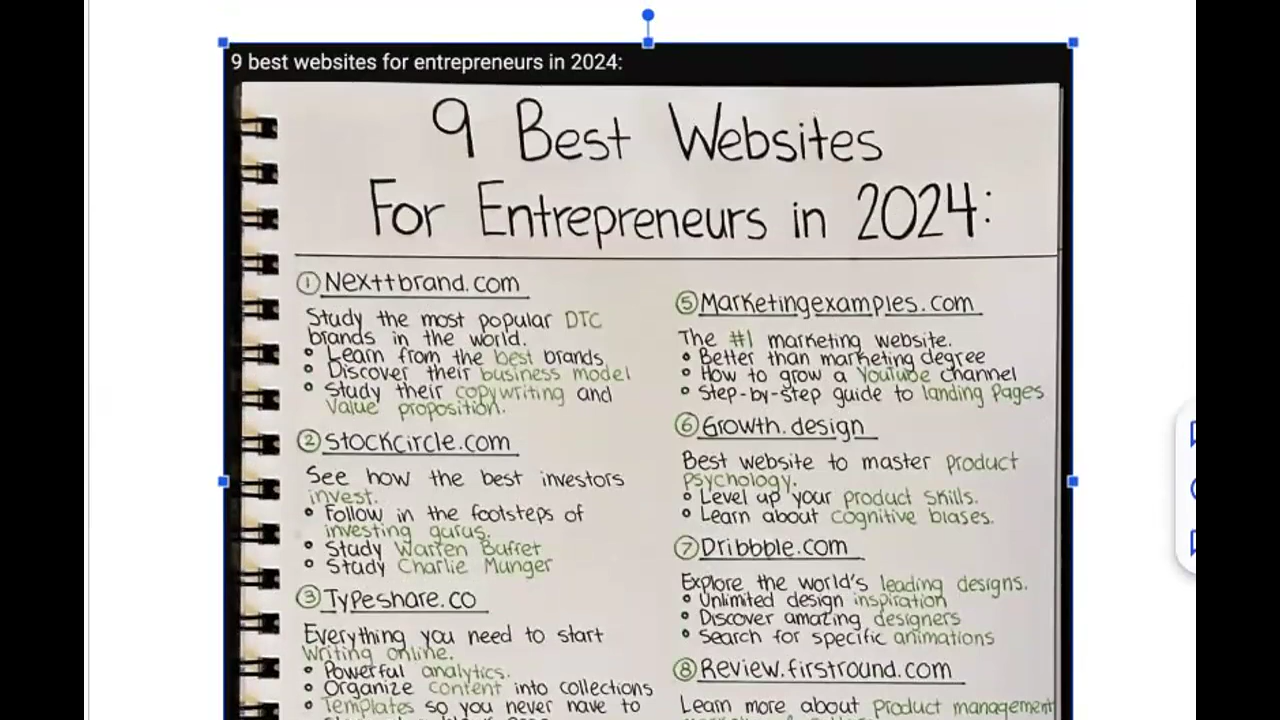 9 best websites for entrepreneurs in 2024:
9 Best Websites
For Entrepreneurs in 2024:
① Nexttbrand.com
Study the most popular DTC
brands in the world.
• Learn from the best brands
• Discover their business model
• Study their copywriting and
value proposition.
② Stockcircle.com
See how the best investors
invest.
• Follow in the footsteps of
investing gurus.
• Study Warren Buffet
• Study Charlie Munger
③ Typeshare.co
Everything you need to start
writing online.
• Powerful analytics.
• Organize content into collections
• Templates so you never have to
⑤ Marketingexamples.com
The #1 marketing website.
• Better than marketing degree
• How to grow a YouTube channel
• Step-by-step guide to landing Pages
⑥ Growth.design
Best website to master product
psychology.
• Level up your product skills.
• Learn about cognitive biases.
⑦ Dribbble.com
Explore the world's leading designs.
• Unlimited design inspiration
• Discover amazing designers
• Search for specific animations
⑧ Review.firstround.com
Learn more about product management